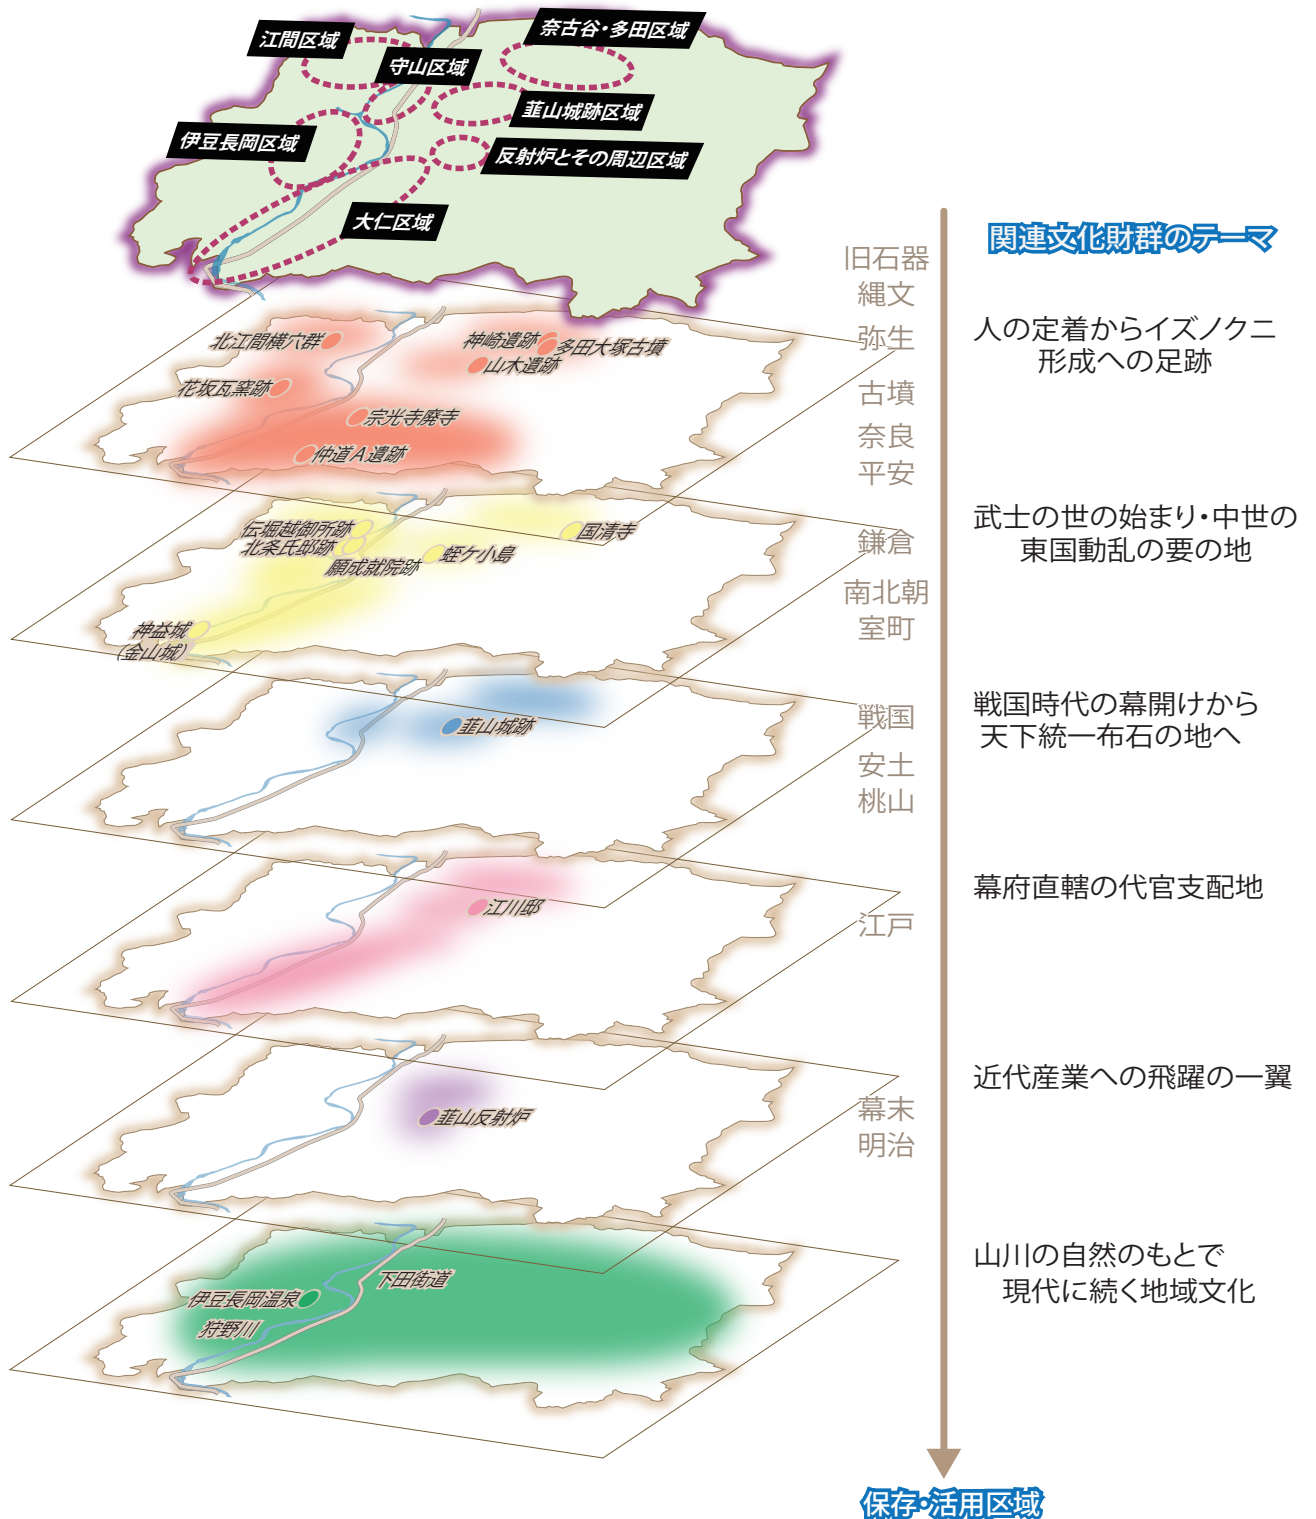 江間区域
奈古谷・多田区域
守山区域
韮山城跡区域
伊豆長岡区域
反射炉とその周辺区域
大仁区域
関連文化財群のテーマ
旧石器
縄文
弥生
古墳
奈良
平安
人の定着からイズノクニ
形成への足跡
北江間横穴群
神崎遺跡
多田大塚古墳
山木遺跡
花坂瓦窯跡
宗光寺廃寺
仲道A遺跡
鎌倉
南北朝
室町
武士の世の始まり・中世の
東国動乱の要の地
伝堀越御所跡
北条氏邸跡
願成就院跡
蛭ケ小島
国清寺
神益城
(金山城)
戦国
安土
桃山
戦国時代の幕開けから
天下統一布石の地へ
韮山城跡
江戸
幕府直轄の代官支配地
江川邸
幕末
明治
近代産業への飛躍の一翼
韮山反射炉
山川の自然のもとで
現代に続く地域文化
下田街道
伊豆長岡温泉
狩野川
保存・活用区域